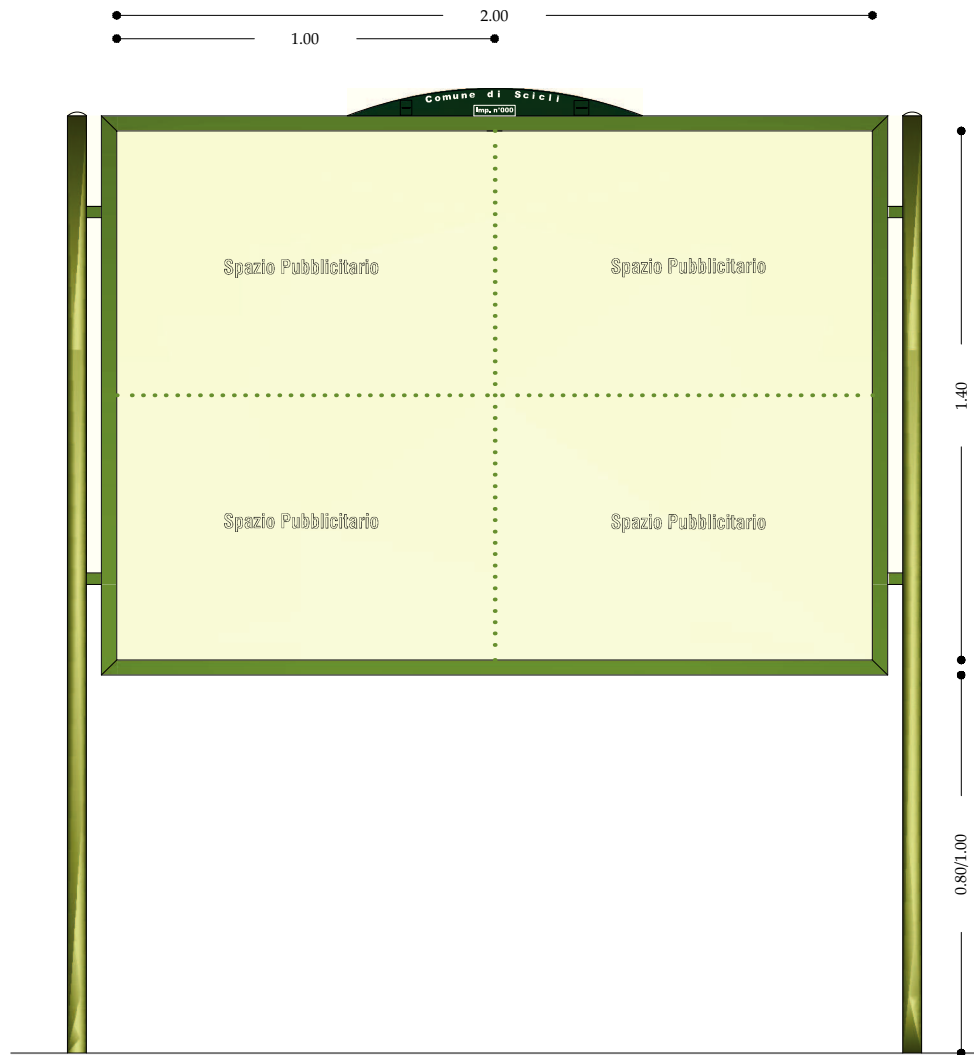 2.00
1.00
Comune di Scicli
Imp. n°000
Spazio Pubblicitario Spazio Pubblicitario
1.40
Spazio Pubblicitario Spazio Pubblicitario
0.80/1.00